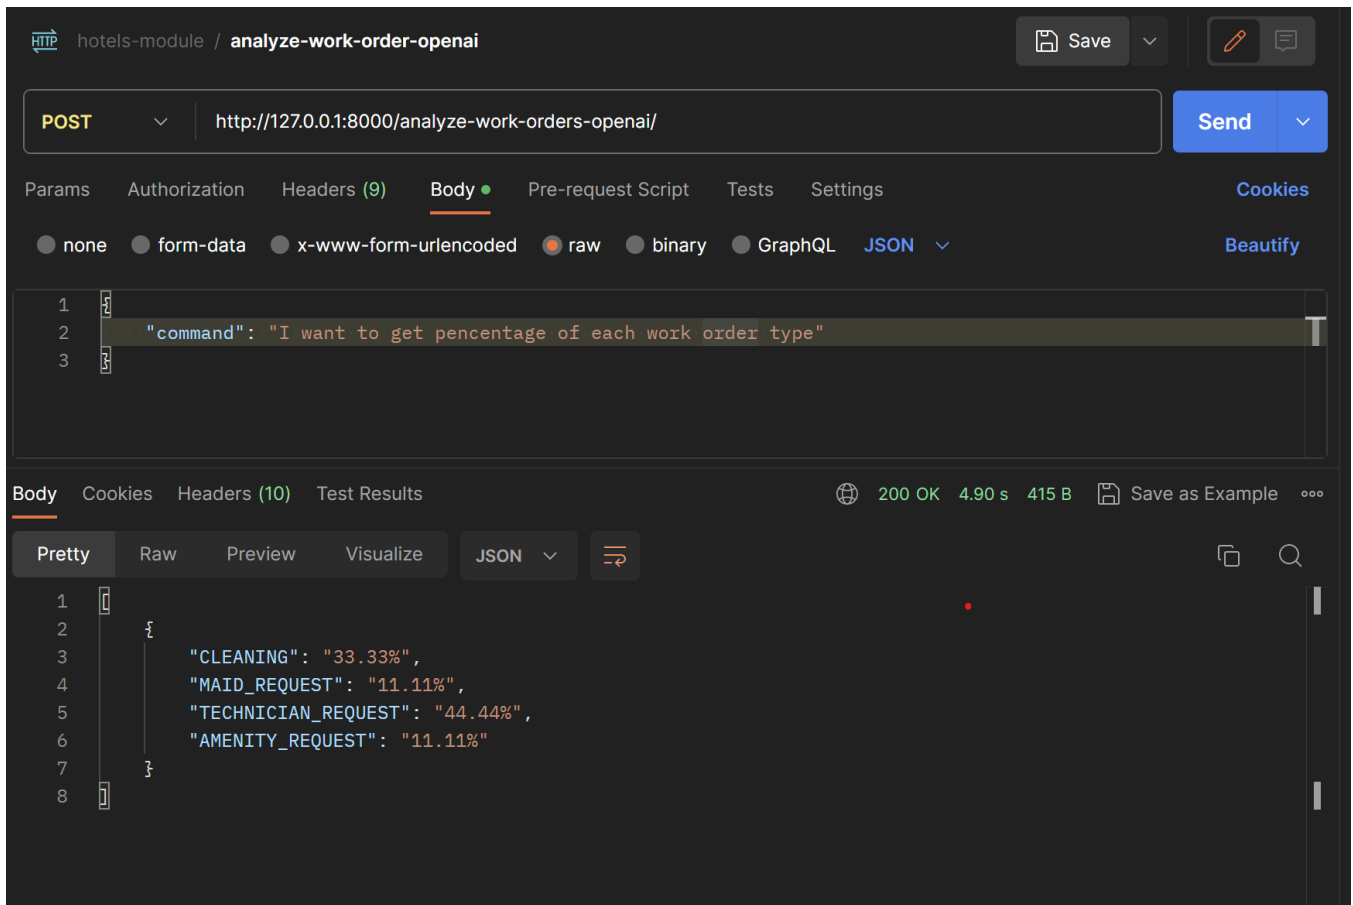 HTTP hotels-module / analyze-work-order-openai Save
POST http://127.0.0.1:8000/analyze-work-orders-openai/ Send
Params Authorization Headers (9) Body Pre-request Script Tests Settings Cookies
none form-data x-www-form-urlencoded raw binary GraphQL JSON Beautify
1 {
2 "command": "I want to get pencentage of each work order type"
3 }
Body Cookies Headers (10) Test Results 200 OK 4.90 s 415 B Save as Example
Pretty Raw Preview Visualize JSON
1 [
2 {
3 "CLEANING": "33.33%",
4 "MAID_REQUEST": "11.11%",
5 "TECHNICIAN_REQUEST": "44.44%",
6 "AMENITY_REQUEST": "11.11%"
7 }
8 ]